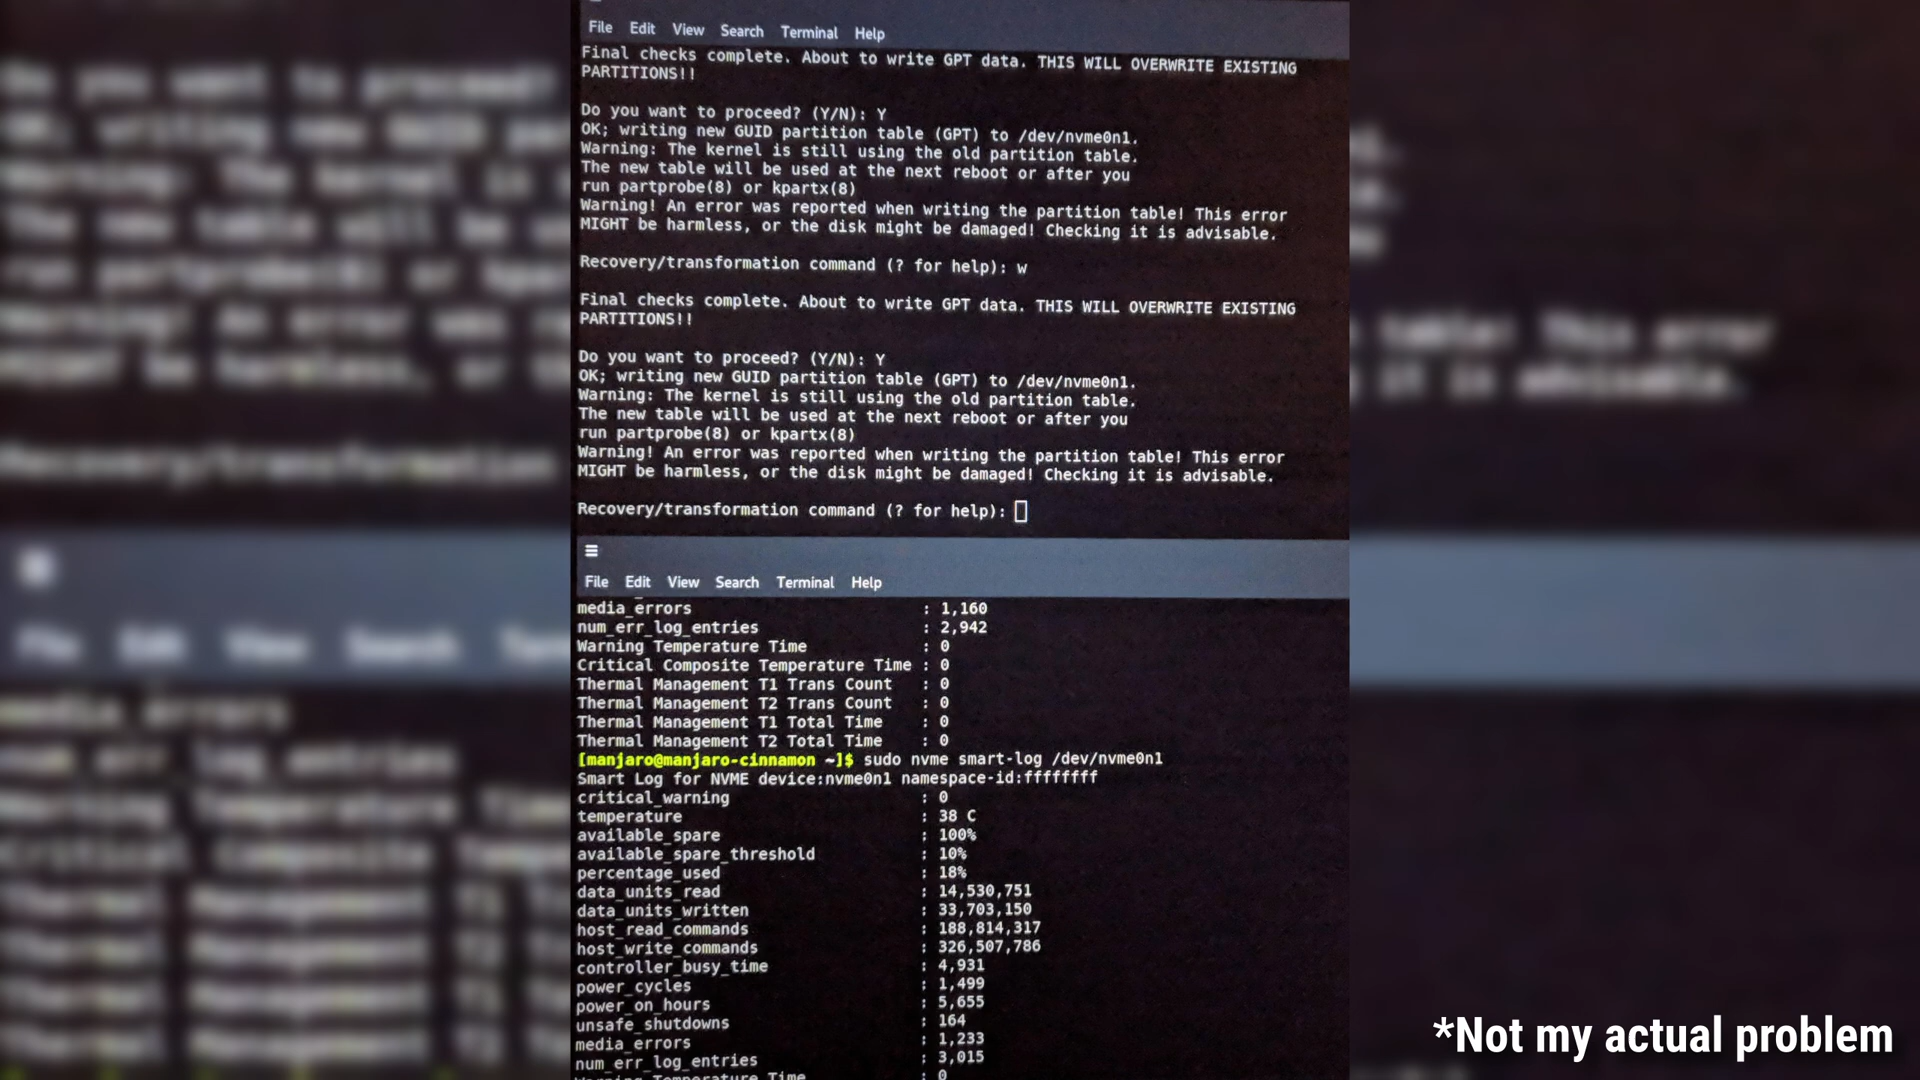 File Edit View Search Terminal Help
Final checks complete. About to write GPT data. THIS WILL OVERWRITE EXISTING
PARTITIONS!!
Do you want to proceed? (Y/N): Y
OK; writing new GUID partition table (GPT) to /dev/nvme0n1.
Warning: The kernel is still using the old partition table.
The new table will be used at the next reboot or after you
run partprobe(8) or kpartx(8)
Warning! An error was reported when writing the partition table! This error
MIGHT be harmless, or the disk might be damaged! Checking it is advisable.
Recovery/transformation command (? for help): w
Final checks complete. About to write GPT data. THIS WILL OVERWRITE EXISTING
PARTITIONS!!
Do you want to proceed? (Y/N): Y
OK; writing new GUID partition table (GPT) to /dev/nvme0n1.
Warning: The kernel is still using the old partition table.
The new table will be used at the next reboot or after you
run partprobe(8) or kpartx(8)
Warning! An error was reported when writing the partition table! This error
MIGHT be harmless, or the disk might be damaged! Checking it is advisable.
Recovery/transformation command (? for help):
File Edit View Search Terminal Help
media_errors : 1,160
num_err_log_entries : 2,942
Warning Temperature Time : 0
Critical Composite Temperature Time : 0
Thermal Management T1 Trans Count : 0
Thermal Management T2 Trans Count : 0
Thermal Management T1 Total Time : 0
Thermal Management T2 Total Time : 0
[manjaro@manjaro-cinnamon ~]$ sudo nvme smart-log /dev/nvme0n1
Smart Log for NVME device:nvme0n1 namespace-id:ffffffff
critical_warning : 0
temperature : 38 C
available_spare : 100%
available_spare_threshold : 10%
percentage_used : 18%
data_units_read : 14,530,751
data_units_written : 33,703,150
host_read_commands : 188,814,317
host_write_commands : 326,507,786
controller_busy_time : 4,931
power_cycles : 1,499
power_on_hours : 5,655
unsafe_shutdowns : 164
media_errors : 1,233
num_err_log_entries : 3,015
Warning Temperature Time : 0
*Not my actual problem